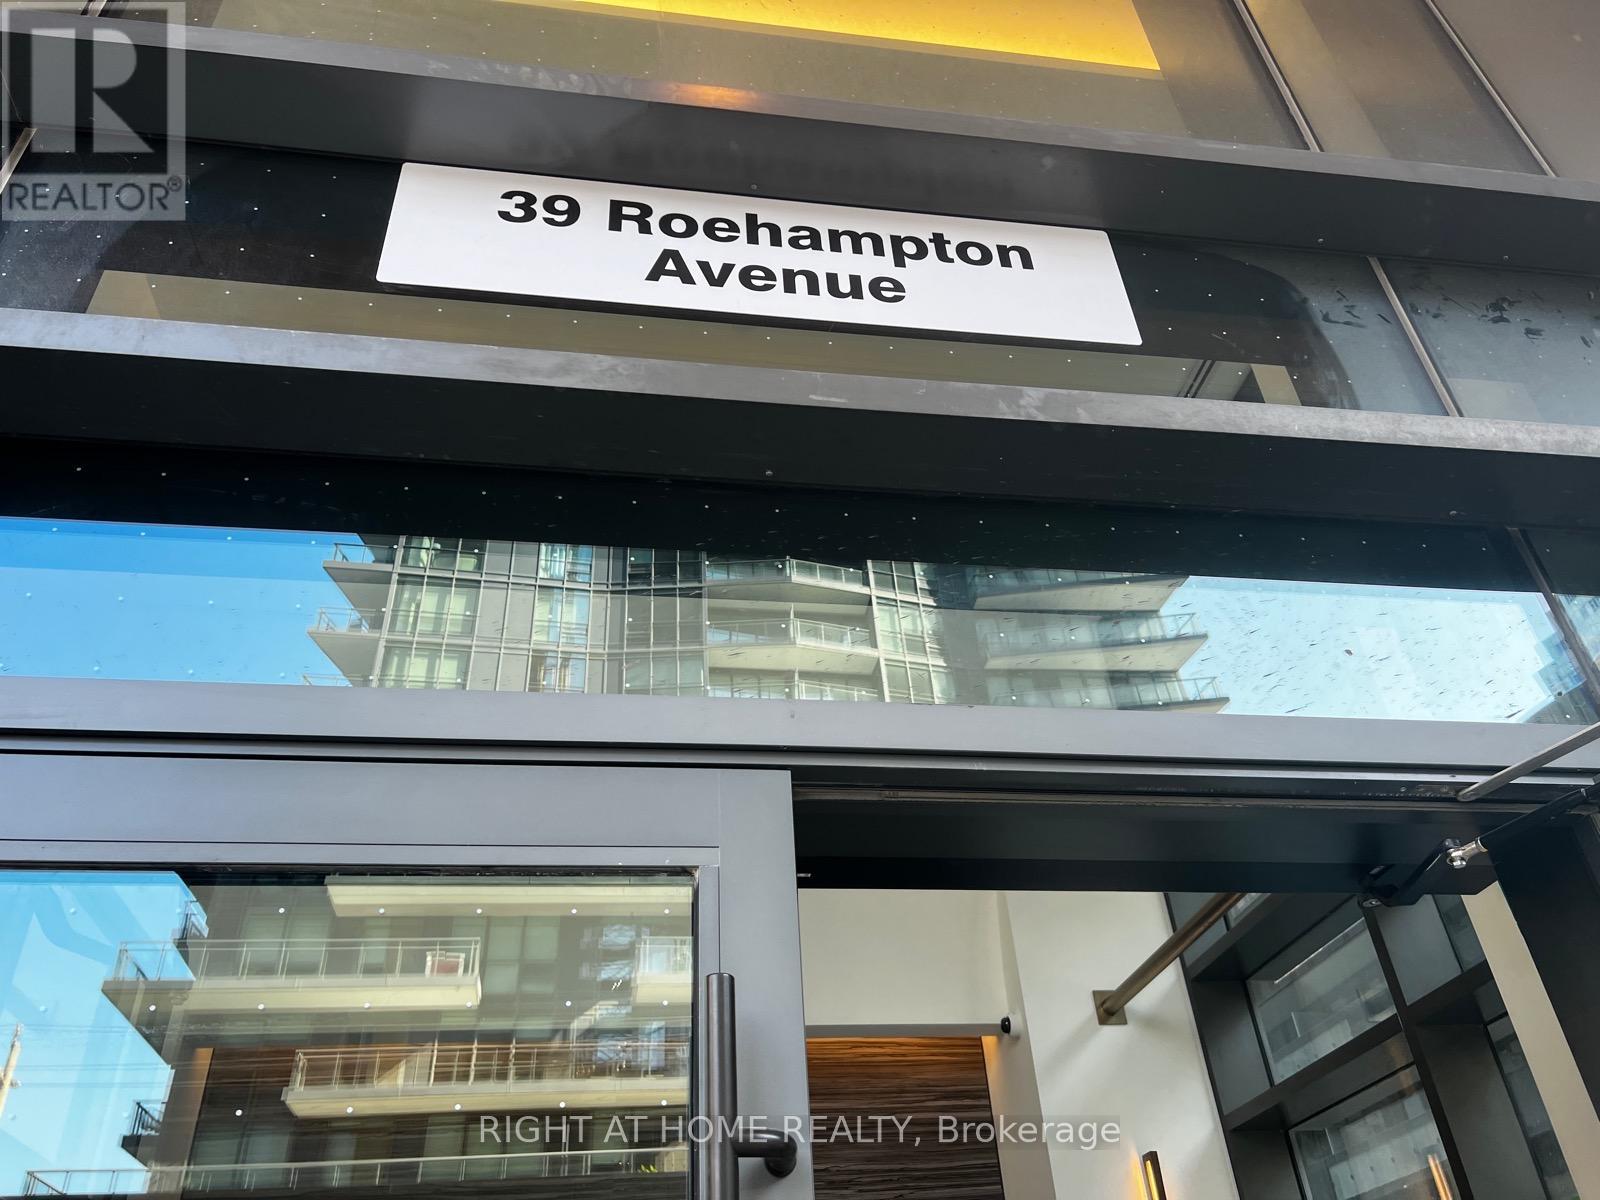 R
REALTOR®
39 Roehampton
Avenue
RIGHT AT HOME REALTY, Brokerage